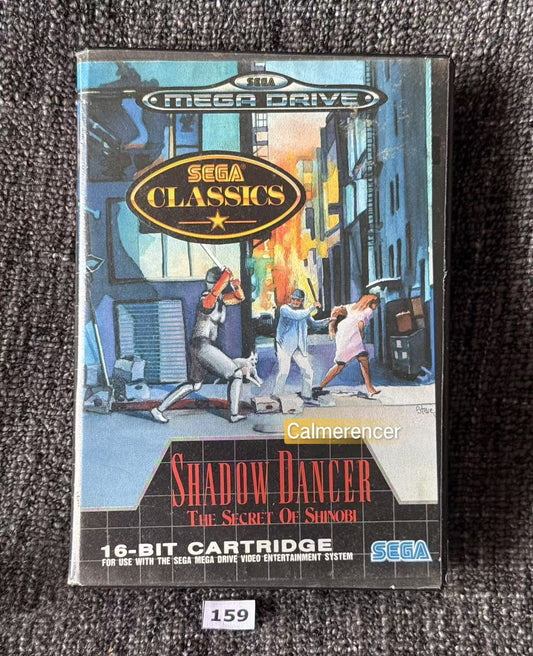 SEGA
MEGA DRIVE
SEGA®
CLASSICS
Steve
Calmerencer
SHADOW DANCER
THE SECRET OF SHINOBI
16-BIT CARTRIDGE
FOR USE WITH THE SEGA MEGA DRIVE VIDEO ENTERTAINMENT SYSTEM
SEGA
159